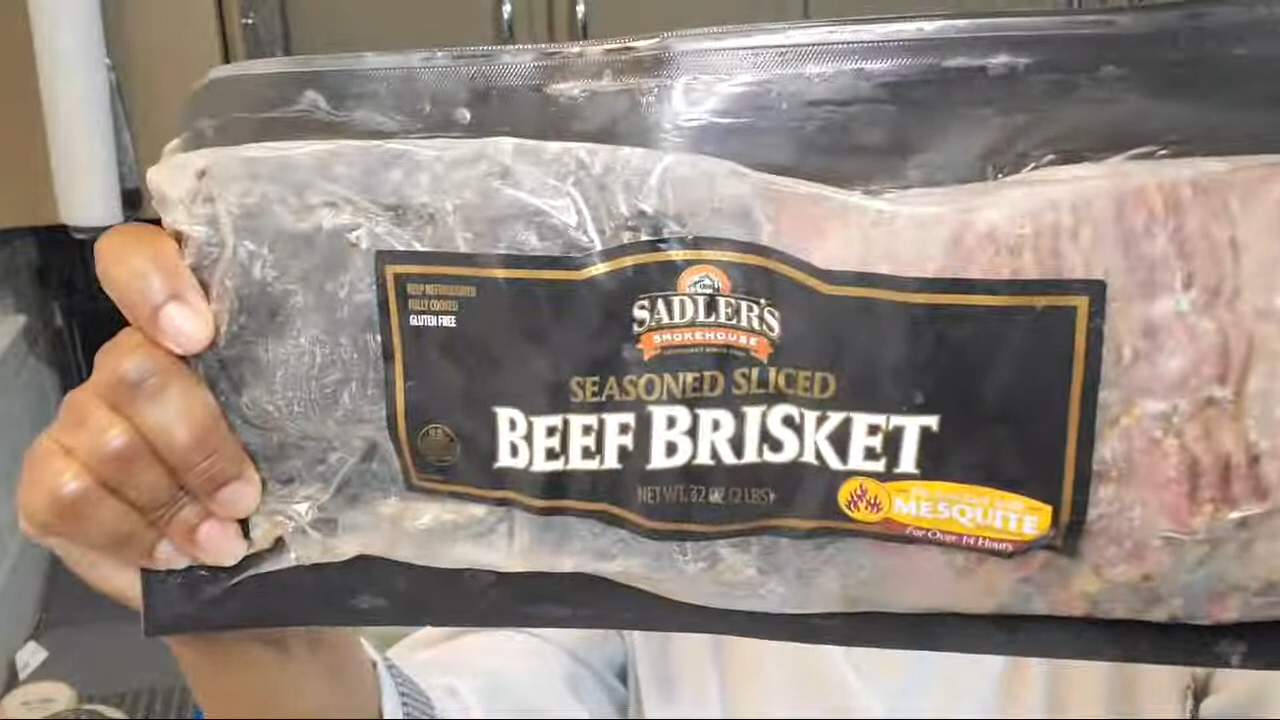 KEEP REFRIGERATED
FULLY COOKED
GLUTEN FREE
SADLER'S
SMOKEHOUSE
SEASONED SLICED
BEEF BRISKET
NET WT. 32 OZ (2 LBS)
MESQUITE
For Over 14 Hours